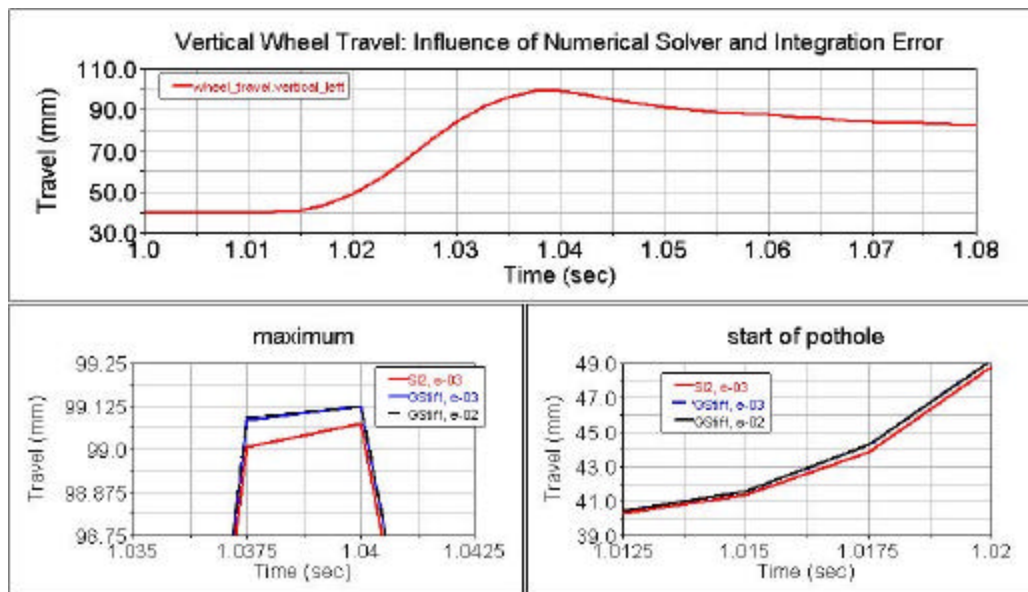 Vertical Wheel Travel: Influence of Numerical Solver and Integration Error
110.0
90.0
70.0
50.0
30.0
Travel (mm)
wheel_travel.vertical_left
1.0 1.01 1.02 1.03 1.04 1.05 1.06 1.07 1.08
Time (sec)
maximum
99.25
99.125
99.0
98.875
98.75
Travel (mm)
SI2, e-03
GStiff, e-03
GStiff, e-02
1.035 1.0375 1.04 1.0425
Time (sec)
start of pothole
49.0
47.0
45.0
43.0
41.0
39.0
Travel (mm)
SI2, e-03
*GStiff, e-03
GStiff, e-02
1.0125 1.015 1.0175 1.02
Time (sec)